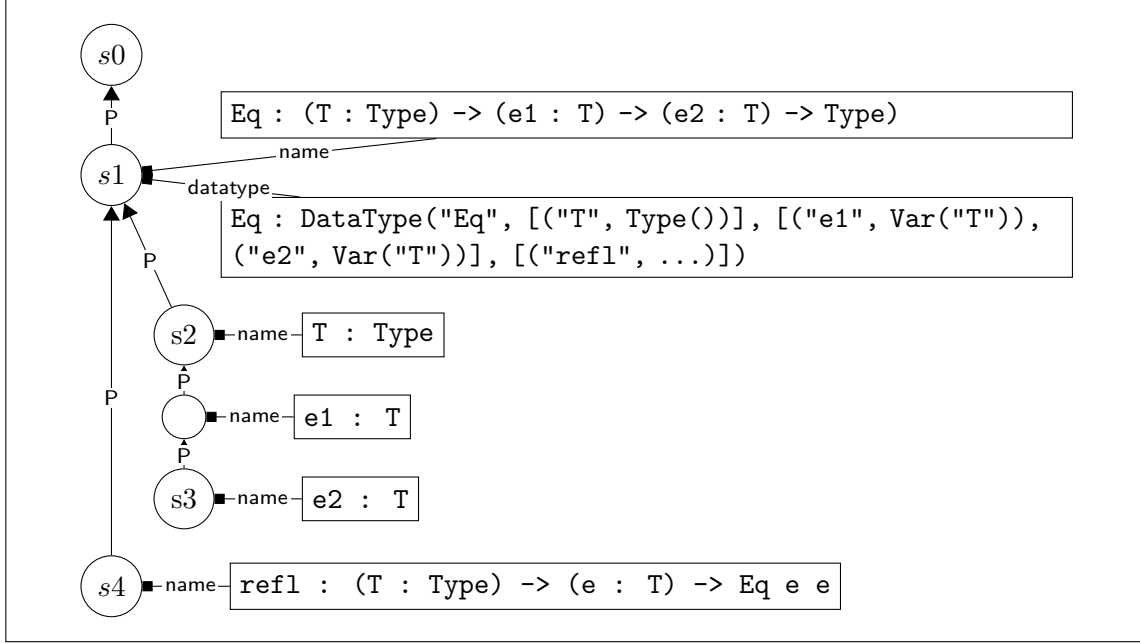 s0
P
Eq : (T : Type) -> (e1 : T) -> (e2 : T) -> Type)
name
s1
datatype
Eq : DataType("Eq", [("T", Type())], [("e1", Var("T")),
("e2", Var("T"))], [("refl", ...)])
P
s2 name T : Type
P
name e1 : T
P
P
s3 name e2 : T
s4 name refl : (T : Type) -> (e : T) -> Eq e e